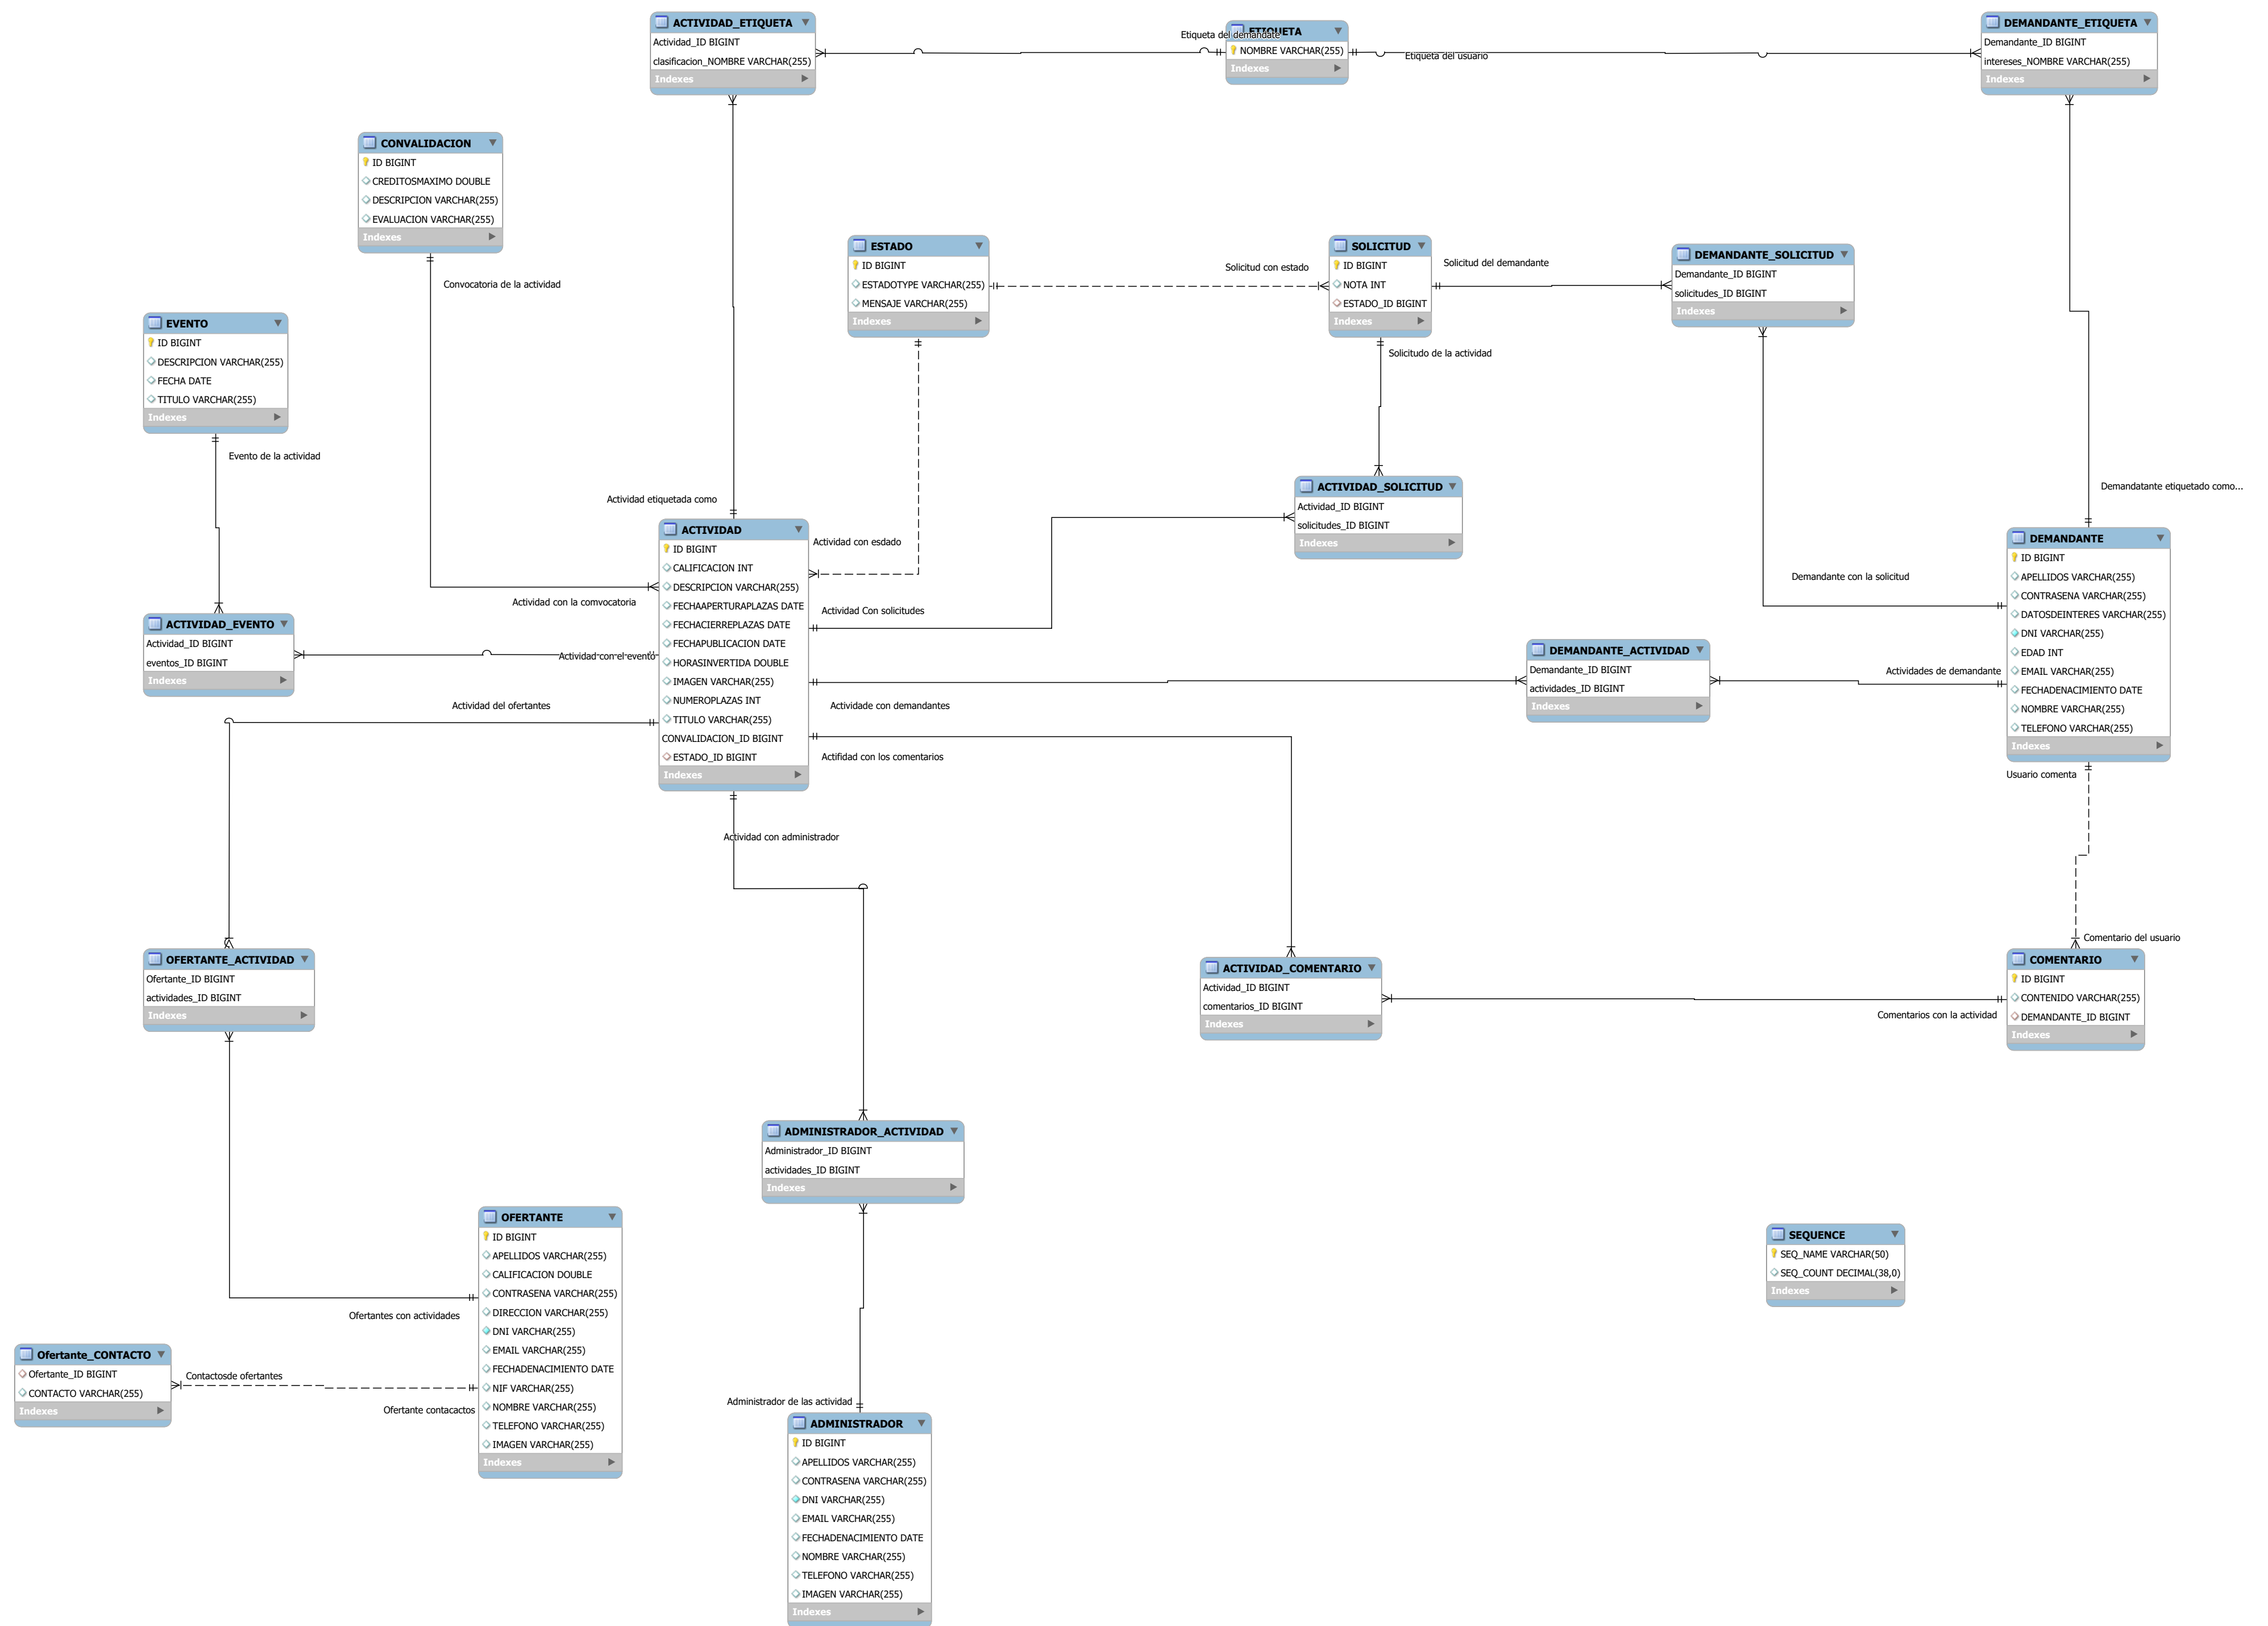 ACTIVIDAD_ETIQUETA
Actividad_ID BIGINT
clasificacion_NOMBRE VARCHAR(255)
Indexes
ETIQUETA
Etiqueta del demandate
NOMBRE VARCHAR(255)
Indexes
Etiqueta del usuario
DEMANDANTE_ETIQUETA
Demandante_ID BIGINT
intereses_NOMBRE VARCHAR(255)
Indexes
CONVALIDACION
ID BIGINT
CREDITOSMAXIMO DOUBLE
DESCRIPCION VARCHAR(255)
EVALUACION VARCHAR(255)
Indexes
Convocatoria de la actividad
ESTADO
ID BIGINT
ESTADOTYPE VARCHAR(255)
MENSAJE VARCHAR(255)
Indexes
Solicitud con estado
SOLICITUD
ID BIGINT
NOTA INT
ESTADO_ID BIGINT
Indexes
Solicitud del demandante
Solicitudo de la actividad
DEMANDANTE_SOLICITUD
Demandante_ID BIGINT
solicitudes_ID BIGINT
Indexes
EVENTO
ID BIGINT
DESCRIPCION VARCHAR(255)
FECHA DATE
TITULO VARCHAR(255)
Indexes
Evento de la actividad
Actividad etiquetada como
ACTIVIDAD_SOLICITUD
Actividad_ID BIGINT
solicitudes_ID BIGINT
Indexes
Demandatante etiquetado como...
ACTIVIDAD
ID BIGINT
CALIFICACION INT
DESCRIPCION VARCHAR(255)
FECHAAPERTURAPLAZAS DATE
FECHACIERREPLAZAS DATE
FECHAPUBLICACION DATE
HORASINVERTIDA DOUBLE
IMAGEN VARCHAR(255)
NUMEROPLAZAS INT
TITULO VARCHAR(255)
CONVALIDACION_ID BIGINT
ESTADO_ID BIGINT
Indexes
Actividad con esdado
Actividad con la comvocatoria
Actividad Con solicitudes
Actividad con el evento
Actividad del ofertantes
Actividade con demandantes
Actifidad con los comentarios
Actividad con administrador
DEMANDANTE
ID BIGINT
APELLIDOS VARCHAR(255)
CONTRASENA VARCHAR(255)
DATOSDEINTERES VARCHAR(255)
DNI VARCHAR(255)
EDAD INT
EMAIL VARCHAR(255)
FECHADENACIMIENTO DATE
NOMBRE VARCHAR(255)
TELEFONO VARCHAR(255)
Indexes
Demandante con la solicitud
Actividades de demandante
Usuario comenta
ACTIVIDAD_EVENTO
Actividad_ID BIGINT
eventos_ID BIGINT
Indexes
DEMANDANTE_ACTIVIDAD
Demandante_ID BIGINT
actividades_ID BIGINT
Indexes
Comentario del usuario
OFERTANTE_ACTIVIDAD
Ofertante_ID BIGINT
actividades_ID BIGINT
Indexes
ACTIVIDAD_COMENTARIO
Actividad_ID BIGINT
comentarios_ID BIGINT
Indexes
Comentarios con la actividad
COMENTARIO
ID BIGINT
CONTENIDO VARCHAR(255)
DEMANDANTE_ID BIGINT
Indexes
ADMINISTRADOR_ACTIVIDAD
Administrador_ID BIGINT
actividades_ID BIGINT
Indexes
OFERTANTE
ID BIGINT
APELLIDOS VARCHAR(255)
CALIFICACION DOUBLE
CONTRASENA VARCHAR(255)
DIRECCION VARCHAR(255)
DNI VARCHAR(255)
EMAIL VARCHAR(255)
FECHADENACIMIENTO DATE
NIF VARCHAR(255)
NOMBRE VARCHAR(255)
TELEFONO VARCHAR(255)
IMAGEN VARCHAR(255)
Indexes
Ofertantes con actividades
SEQUENCE
SEQ_NAME VARCHAR(50)
SEQ_COUNT DECIMAL(38,0)
Indexes
Ofertante_CONTACTO
Ofertante_ID BIGINT
CONTACTO VARCHAR(255)
Indexes
Contactosde ofertantes
Ofertante contacactos
Administrador de las actividad
ADMINISTRADOR
ID BIGINT
APELLIDOS VARCHAR(255)
CONTRASENA VARCHAR(255)
DNI VARCHAR(255)
EMAIL VARCHAR(255)
FECHADENACIMIENTO DATE
NOMBRE VARCHAR(255)
TELEFONO VARCHAR(255)
IMAGEN VARCHAR(255)
Indexes